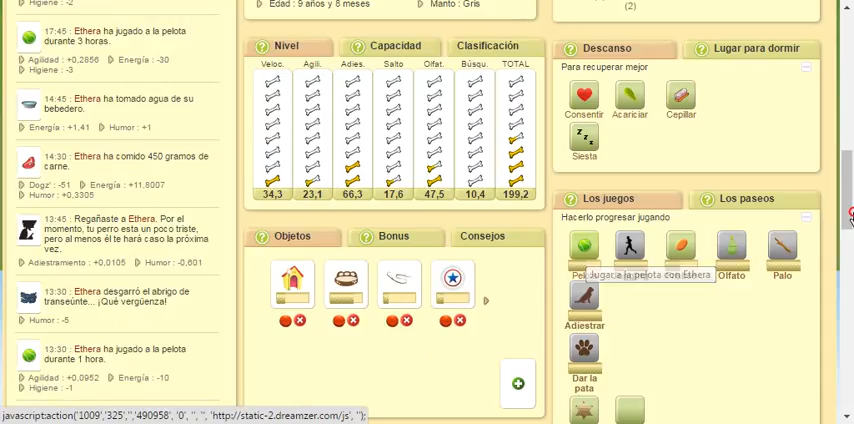 Higiene : -2
17:45 : Ethera ha jugado a la pelota
durante 3 horas.
Agilidad : +0,2856 Energía : -30
Higiene : -3
14:45 : Ethera ha tomado agua de su
bebedero.
Energía : +1,41 Humor : +1
14:30 : Ethera ha comido 450 gramos de
carne.
Dogz' : -51 Energía : +11,8007
Humor : +0,3305
13:45 : Regañaste a Ethera. Por el
momento, tu perro esta un poco triste,
pero al menos él te hará caso la próxima
vez.
Adiestramiento : +0,0105 Humor : -0,601
13:30 : Ethera desgarró el abrigo de
transeúnte... ¡Qué vergüenza!
Humor : -5
13:30 : Ethera ha jugado a la pelota
durante 1 hora.
Agilidad : +0,0952 Energía : -10
Higiene : -1
javascript:action('1009','325','','490958', '0', '', '', 'http://static-2.dreamzer.com/js', '');
Edad : 9 años y 8 meses Manto : Gris
Nivel Capacidad Clasificación
Veloc. Agili. Adies. Salto Olfat. Búsqu. TOTAL
34,3 23,1 66,3 17,6 47,5 10,4 199,2
Objetos Bonus Consejos
(2)
Descanso Lugar para dormir
Para recuperar mejor
Consentir Acariciar Cepillar
Siesta
Los juegos Los paseos
Hacerlo progresar jugando
Jugar a la pelota con Ethera
Olfato Palo
Adiestrar
Dar la
pata